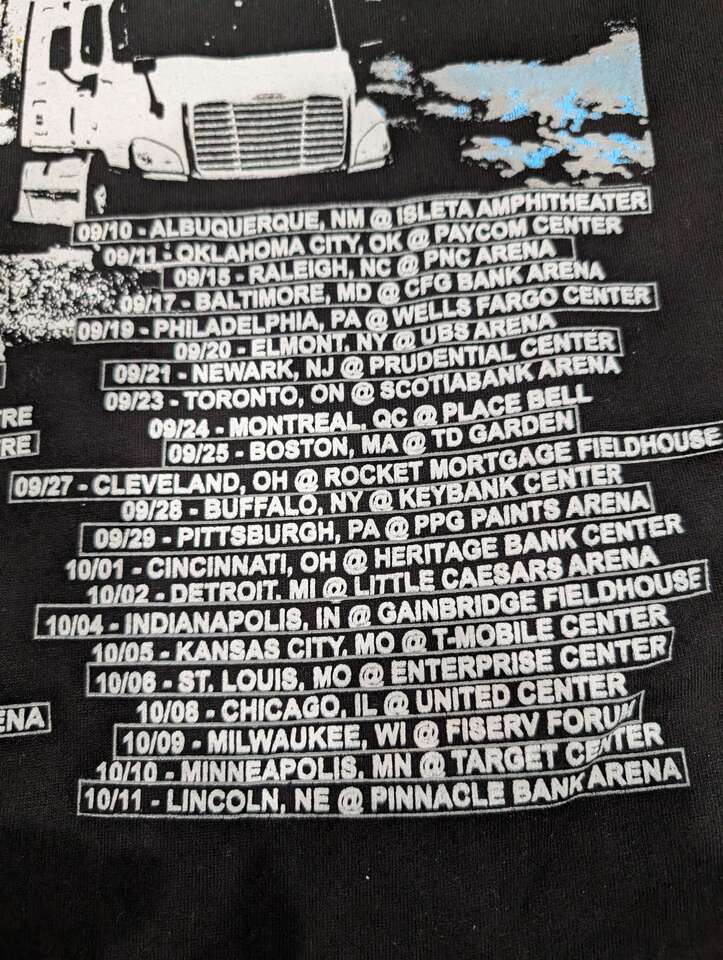 09/10 - ALBUQUERQUE, NM @ ISLETA AMPHITHEATER
09/11 - OKLAHOMA CITY, OK @ PAYCOM CENTER
09/15 - RALEIGH, NC @ PNC ARENA
09/17 - BALTIMORE, MD @ CFG BANK ARENA
09/19 - PHILADELPHIA, PA @ WELLS FARGO CENTER
09/20 - ELMONT, NY @ UBS ARENA
09/21 - NEWARK, NJ @ PRUDENTIAL CENTER
09/23 - TORONTO, ON @ SCOTIABANK ARENA
09/24 - MONTREAL, QC @ PLACE BELL
09/25 - BOSTON, MA @ TD GARDEN
09/27 - CLEVELAND, OH @ ROCKET MORTGAGE FIELDHOUSE
09/28 - BUFFALO, NY @ KEYBANK CENTER
09/29 - PITTSBURGH, PA @ PPG PAINTS ARENA
10/01 - CINCINNATI, OH @ HERITAGE BANK CENTER
10/02 - DETROIT, MI @ LITTLE CAESARS ARENA
10/04 - INDIANAPOLIS, IN @ GAINBRIDGE FIELDHOUSE
10/05 - KANSAS CITY, MO @ T-MOBILE CENTER
10/06 - ST. LOUIS, MO @ ENTERPRISE CENTER
10/08 - CHICAGO, IL @ UNITED CENTER
10/09 - MILWAUKEE, WI @ FISERV FORUM
10/10 - MINNEAPOLIS, MN @ TARGET CENTER
10/11 - LINCOLN, NE @ PINNACLE BANK ARENA
TRE
RE
ENA